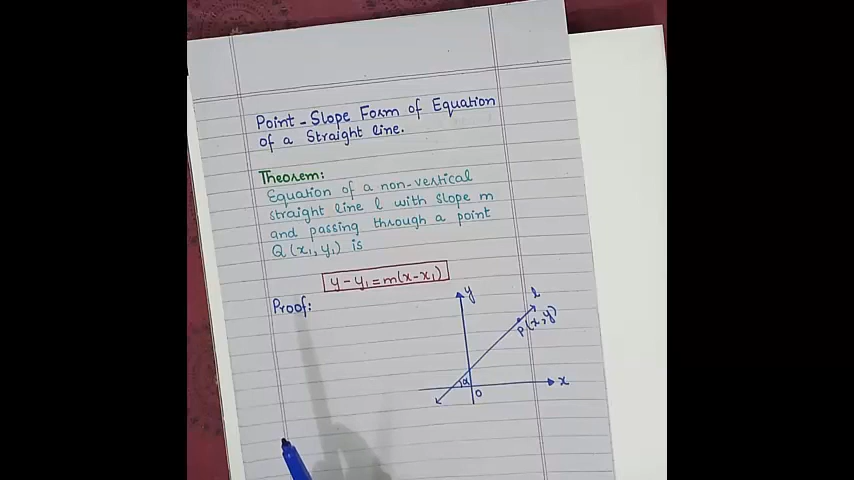 Point-Slope Form of Equation
of a Straight line.
Theorem:
Equation of a non-vertical
straight line l with slope m
and passing through a point
Q(x₁, y₁) is
y - y₁ = m(x - x₁)
Proof:
y
l
P(x, y)
α
x
O